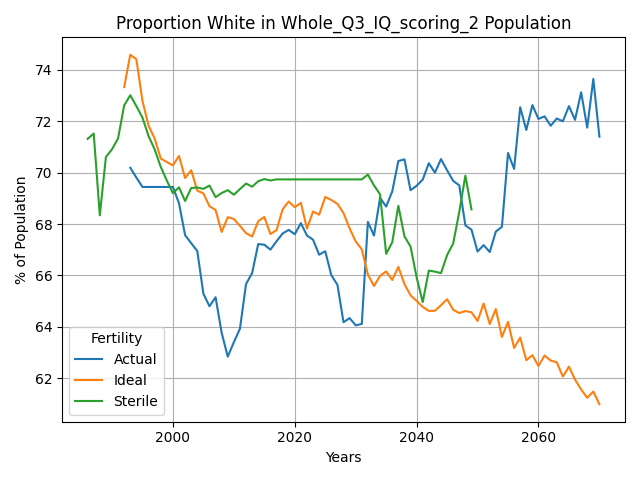 Proportion White in Whole_Q3_IQ_scoring_2 Population
% of Population
74
72
70
68
66
64
62
Fertility
Actual
Ideal
Sterile
2000
2020
2040
2060
Years